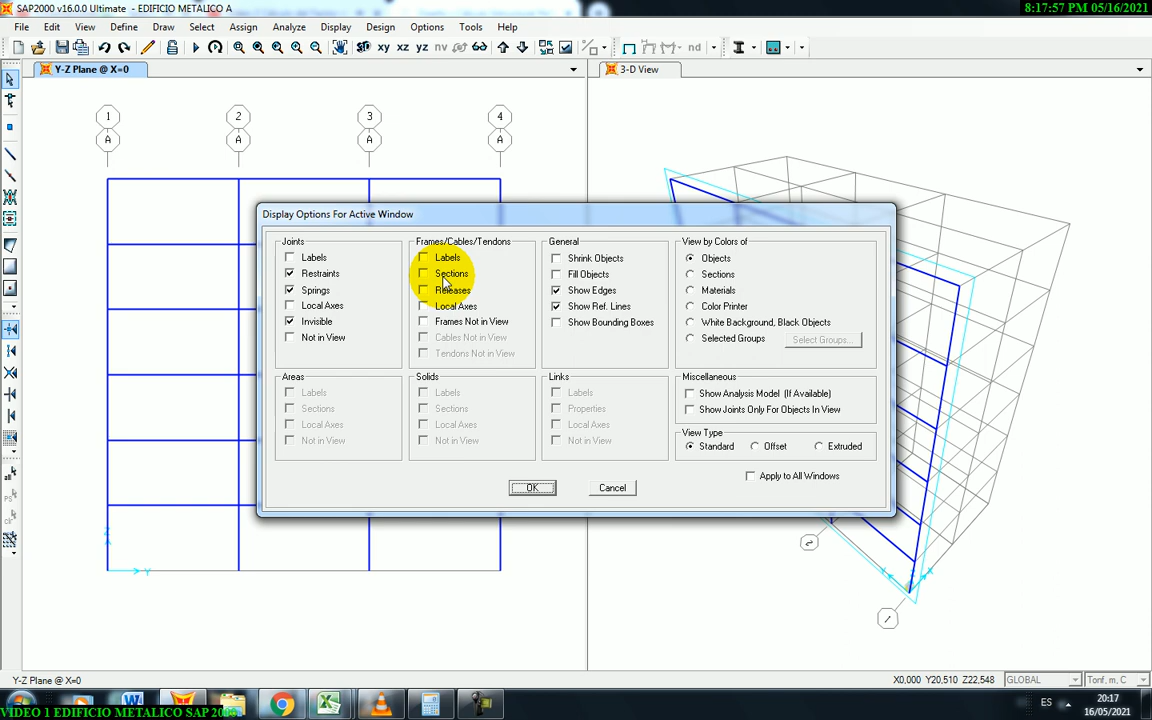 SAP2000 v16.0.0 Ultimate - EDIFICIO METALICO A
8:17:57 PM 05/16/2021
File Edit View Define Draw Select Assign Analyze Display Design Options Tools Help
3D xy xz yz nv nd
Y-Z Plane @ X=0
3-D View
1 2 3 4
A A A A
Display Options For Active Window
Joints
Labels
Restraints
Springs
Local Axes
Invisible
Not in View
Frames/Cables/Tendons
Labels
Sections
Releases
Local Axes
Frames Not in View
Cables Not in View
Tendons Not in View
General
Shrink Objects
Fill Objects
Show Edges
Show Ref. Lines
Show Bounding Boxes
View by Colors of
Objects
Sections
Materials
Color Printer
White Background, Black Objects
Selected Groups
Select Groups...
Areas
Labels
Sections
Local Axes
Not in View
Solids
Labels
Sections
Local Axes
Not in View
Links
Labels
Properties
Local Axes
Not in View
Miscellaneous
Show Analysis Model (If Available)
Show Joints Only For Objects In View
View Type
Standard Offset Extruded
Apply to All Windows
OK Cancel
Z
Y
Y X
PS
clr
Y-Z Plane @ X=0
X0,000 Y20,510 Z22,548
GLOBAL
Tonf, m, C
ES
20:17
16/05/2021